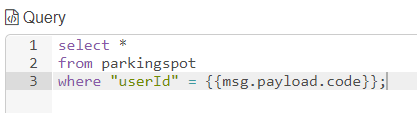 Query
1 select *
2 from parkingspot
3 where "userId" = {{msg.payload.code}};